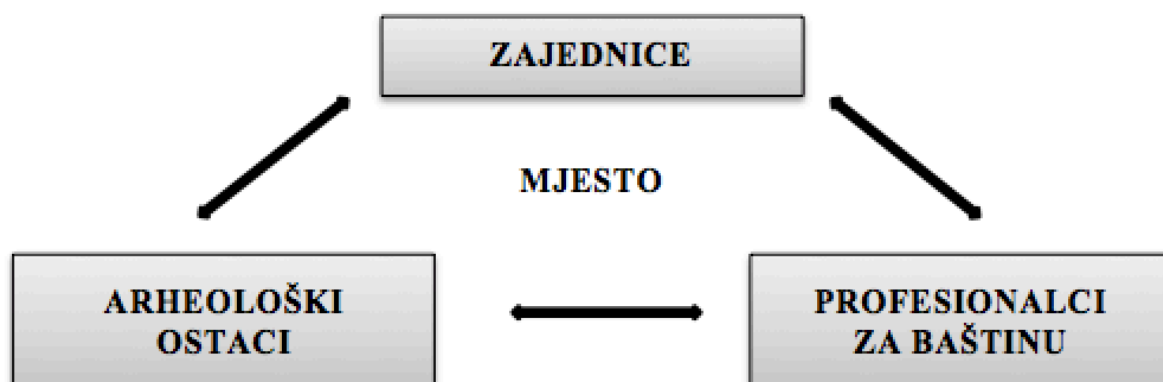 ZAJEDNICE
MJESTO
ARHEOLOŠKI
OSTACI
PROFESIONALCI
ZA BAŠTINU